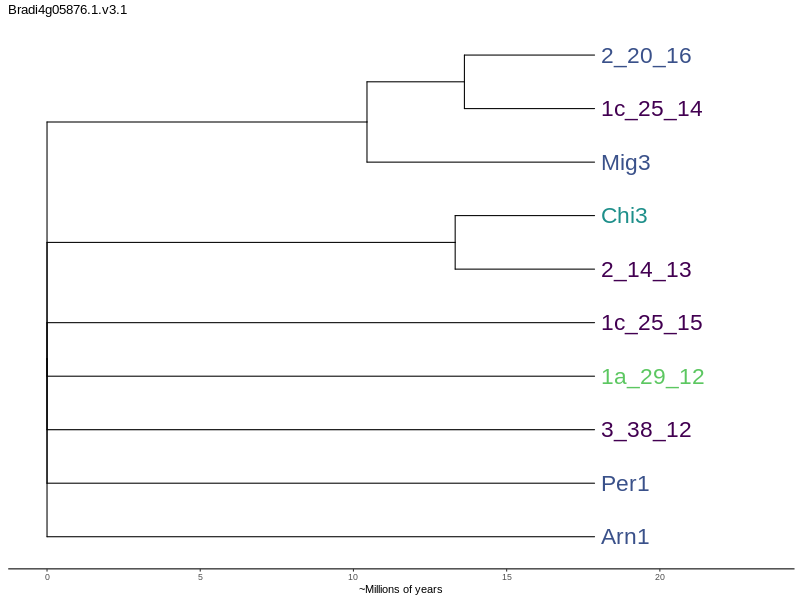 Bradi4g05876.1.v3.1
2_20_16
1c_25_14
Mig3
Chi3
2_14_13
1c_25_15
1a_29_12
3_38_12
Per1
Arn1
0 5 10 15 20
~Millions of years